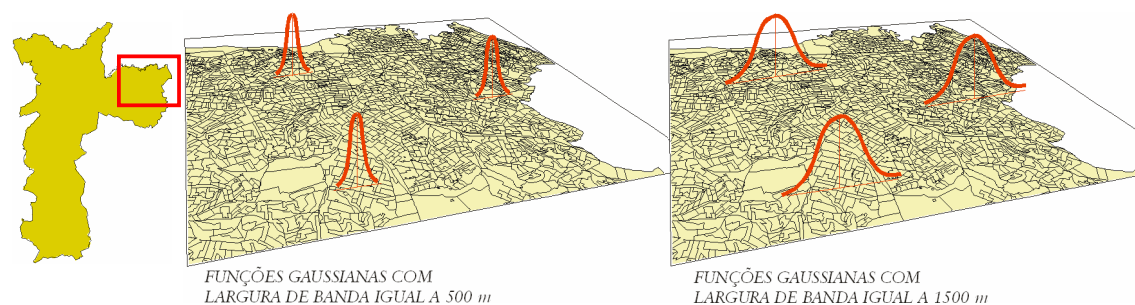 FUNÇÕES GAUSSIANAS COM
LARGURA DE BANDA IGUAL A 500 m
FUNÇÕES GAUSSIANAS COM
LARGURA DE BANDA IGUAL A 1500 m